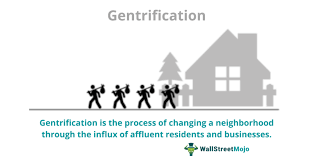 Gentrification
Gentrification is the process of changing a neighborhood
through the influx of affluent residents and businesses.
WallStreetMojo